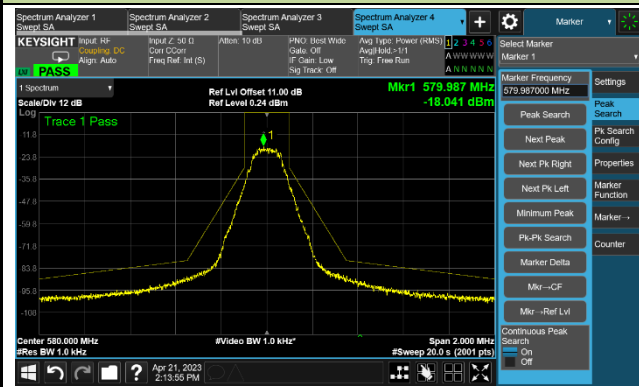 Spectrum Analyzer 1
Swept SA
Spectrum Analyzer 2
Swept SA
Spectrum Analyzer 3
Swept SA
Spectrum Analyzer 4
Swept SA
+
Marker
KEYSIGHT
Input: RF
Coupling: DC
Align: Auto
Input Z: 50 Ω
Corr CCorr
Freq Ref: Int (S)
Atten: 10 dB
PNO: Best Wide
Gate: Off
IF Gain: Low
Sig Track: Off
Avg Type: Power (RMS)
Avg|Hold:>1/1
Trig: Free Run
1 2 3 4 5 6
A W W W W W
A N N N N N
LVI PASS
Select Marker
Marker 1
1 Spectrum
Scale/Div 12 dB
Ref Lvl Offset 11.00 dB
Ref Level 0.24 dBm
Mkr1 579.987 MHz
-18.041 dBm
Log
Trace 1 Pass
1
-11.8
-23.8
-35.8
-47.8
-59.8
-71.8
-83.8
-95.8
-108
Center 580.000 MHz
#Res BW 1.0 kHz
#Video BW 1.0 kHz*
Span 2.000 MHz
#Sweep 20.0 s (2001 pts)
Marker Frequency
579.987000 MHz
Peak Search
Next Peak
Next Pk Right
Next Pk Left
Minimum Peak
Pk-Pk Search
Marker Delta
Mkr→CF
Mkr→Ref Lvl
Continuous Peak
Search
On
Off
Settings
Peak
Search
Pk Search
Config
Properties
Marker
Function
Marker→
Counter
?
Apr 21, 2023
2:13:55 PM